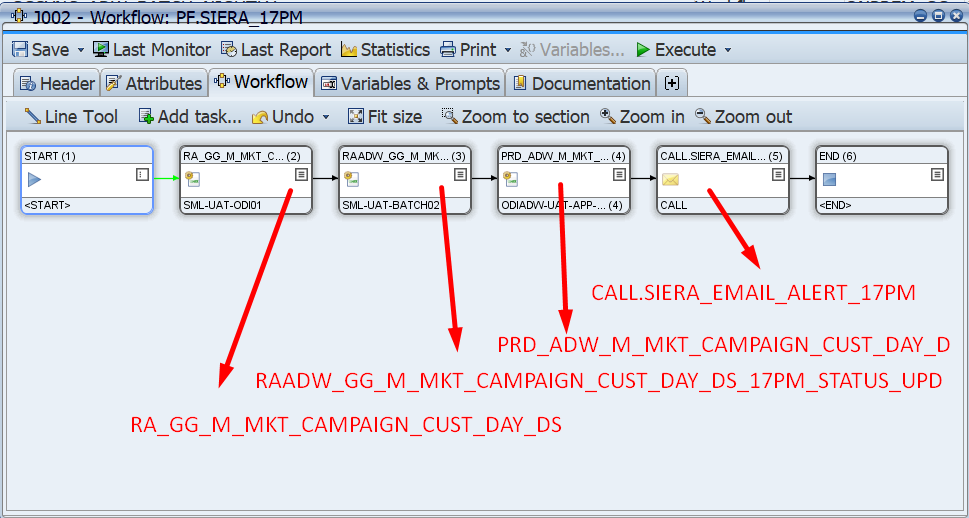 J002 - Workflow: PF.SIERA_17PM
Save Last Monitor Last Report Statistics Print Variables... Execute
Header Attributes Workflow Variables & Prompts Documentation [+]
Line Tool Add task... Undo Fit size Zoom to section Zoom in Zoom out
START (1) RA_GG_M_MKT_C... (2) RAADW_GG_M_MK... (3) PRD_ADW_M_MKT_... (4) CALL.SIERA_EMAIL... (5) END (6)
<START> SML-UAT-ODI01 SML-UAT-BATCH02 ODIADW-UAT-APP-... (4) CALL <END>
CALL.SIERA_EMAIL_ALERT_17PM
PRD_ADW_M_MKT_CAMPAIGN_CUST_DAY_D
RAADW_GG_M_MKT_CAMPAIGN_CUST_DAY_DS_17PM_STATUS_UPD
RA_GG_M_MKT_CAMPAIGN_CUST_DAY_DS